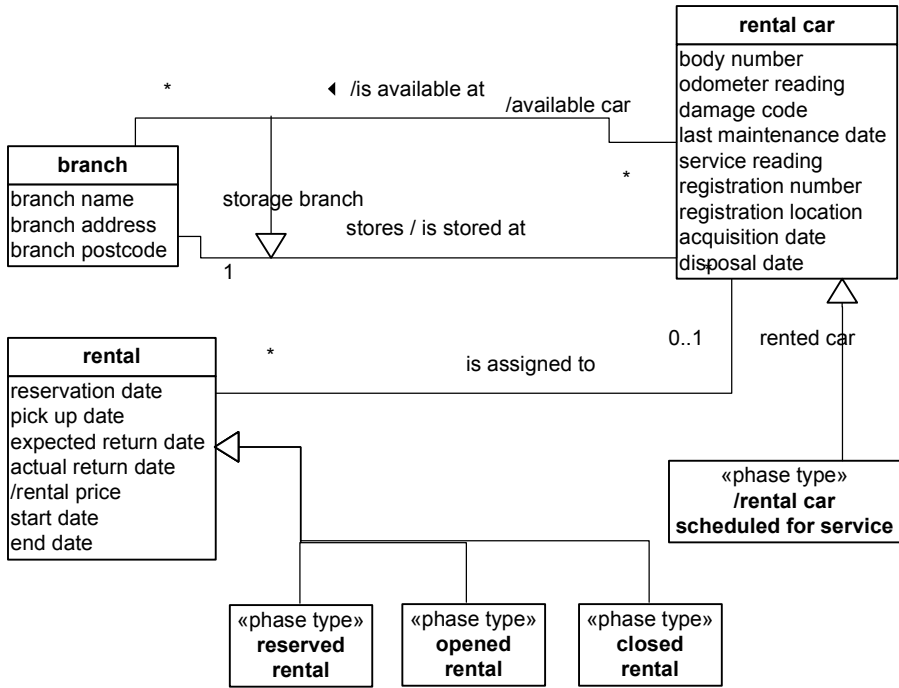 rental car
body number
odometer reading
damage code
last maintenance date
service reading
registration number
registration location
acquisition date
disposal date
*
/is available at
/available car
*
branch
branch name
branch address
branch postcode
storage branch
stores / is stored at
1
*
0..1
rented car
rental
reservation date
pick up date
expected return date
actual return date
/rental price
start date
end date
*
is assigned to
«phase type»
/rental car
scheduled for service
«phase type»
reserved
rental
«phase type»
opened
rental
«phase type»
closed
rental